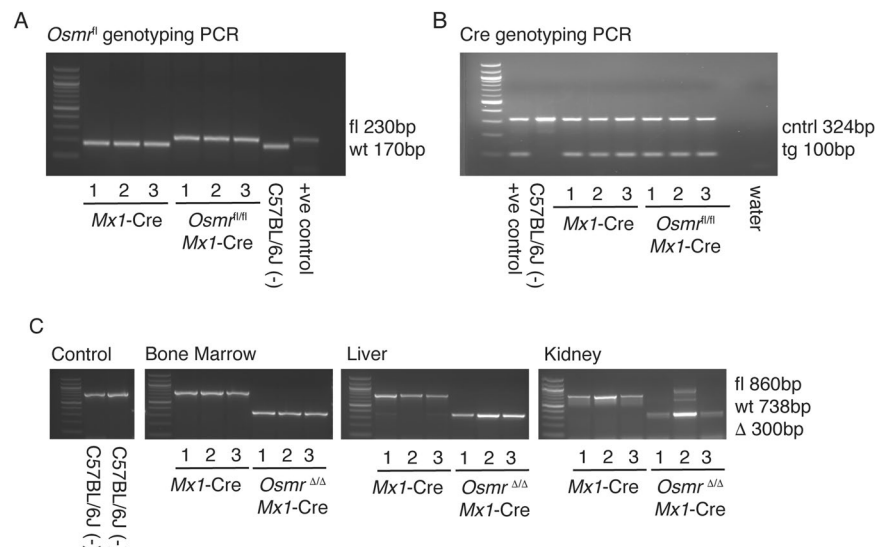 A
Osmrfl genotyping PCR
fl 230bp
wt 170bp
1 2 3 1 2 3
Mx1-Cre
Osmrfl/fl
Mx1-Cre
C57BL/6J (-)
+ve control
B
Cre genotyping PCR
cntrl 324bp
tg 100bp
+ve control
C57BL/6J (-)
1 2 3 1 2 3
Mx1-Cre
Osmrfl/fl
Mx1-Cre
water
C
Control
C57BL/6J (-)
C57BL/6J (-
Bone Marrow
1 2 3 1 2 3
Mx1-Cre
Osmr Δ/Δ
Mx1-Cre
Liver
1 2 3 1 2 3
Mx1-Cre
Osmr Δ/Δ
Mx1-Cre
Kidney
1 2 3 1 2 3
Mx1-Cre
Osmr Δ/Δ
Mx1-Cre
fl 860bp
wt 738bp
Δ 300bp